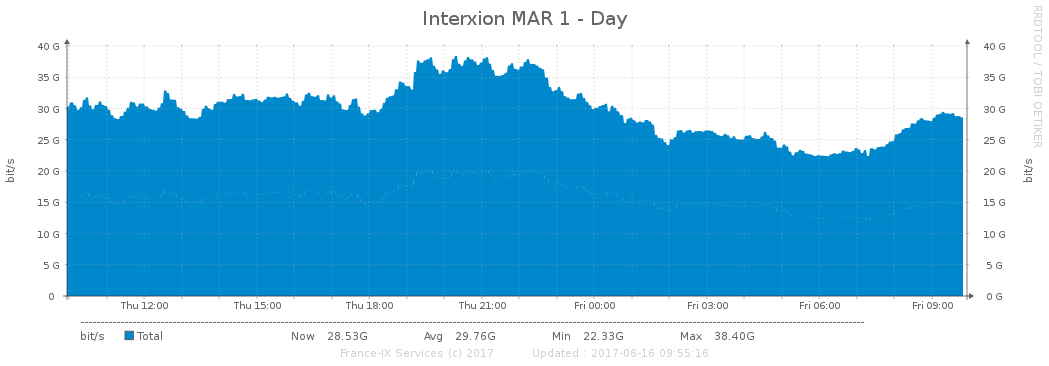 Interxion MAR 1 - Day
RRDTOOL / TOBI OETIKER
bit/s
40 G 40 G
35 G 35 G
30 G 30 G
25 G 25 G
20 G 20 G
15 G 15 G
10 G 10 G
5 G 5 G
0 0 G
bit/s
Thu 12:00 Thu 15:00 Thu 18:00 Thu 21:00 Fri 00:00 Fri 03:00 Fri 06:00 Fri 09:00
bit/s Total Now 28.53G Avg 29.76G Min 22.33G Max 38.40G
France-IX Services (c) 2017 Updated : 2017-06-16 09:55:16